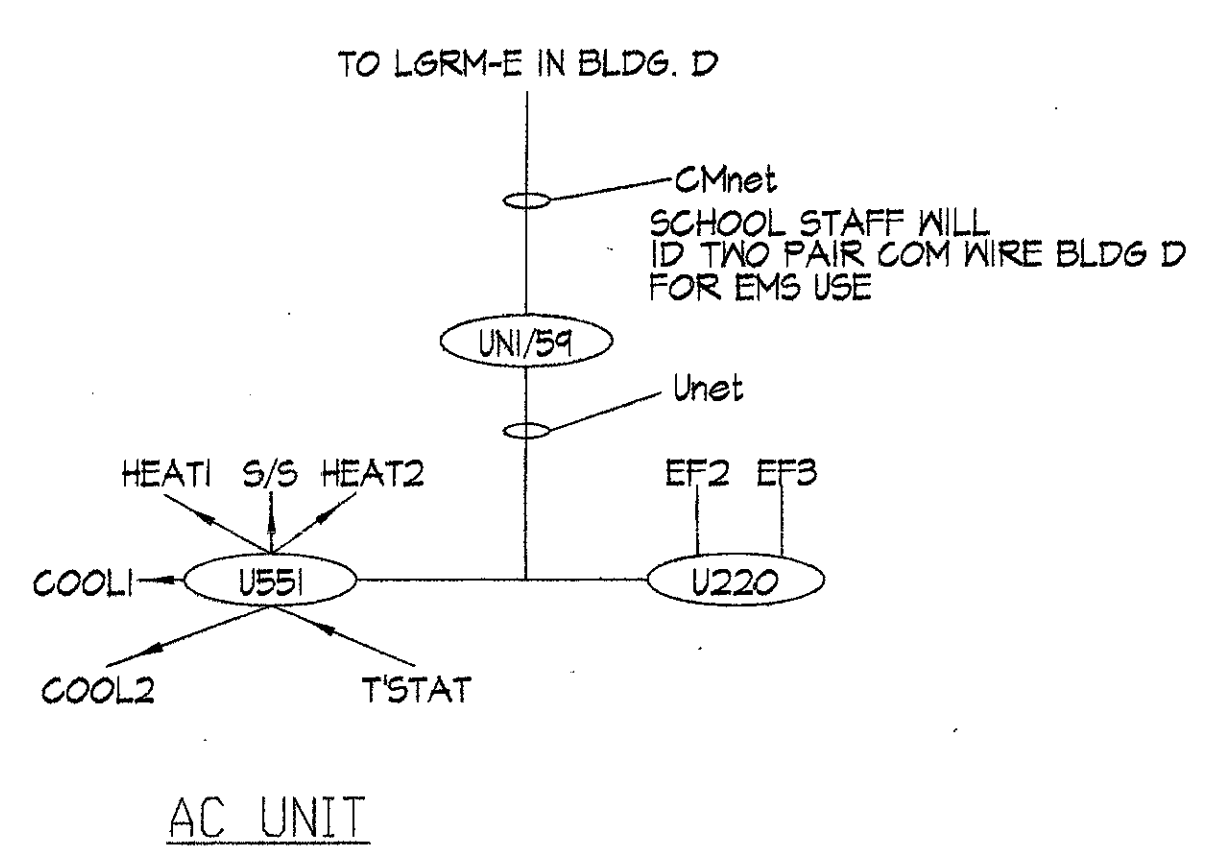 TO LGRM-E IN BLDG. D
CMnet
SCHOOL STAFF WILL
ID TWO PAIR COM WIRE BLDG D
FOR EMS USE
UNI/59
Unet
HEAT1 S/S HEAT2
EF2 EF3
COOL1
U551
U220
COOL2
T'STAT
AC UNIT